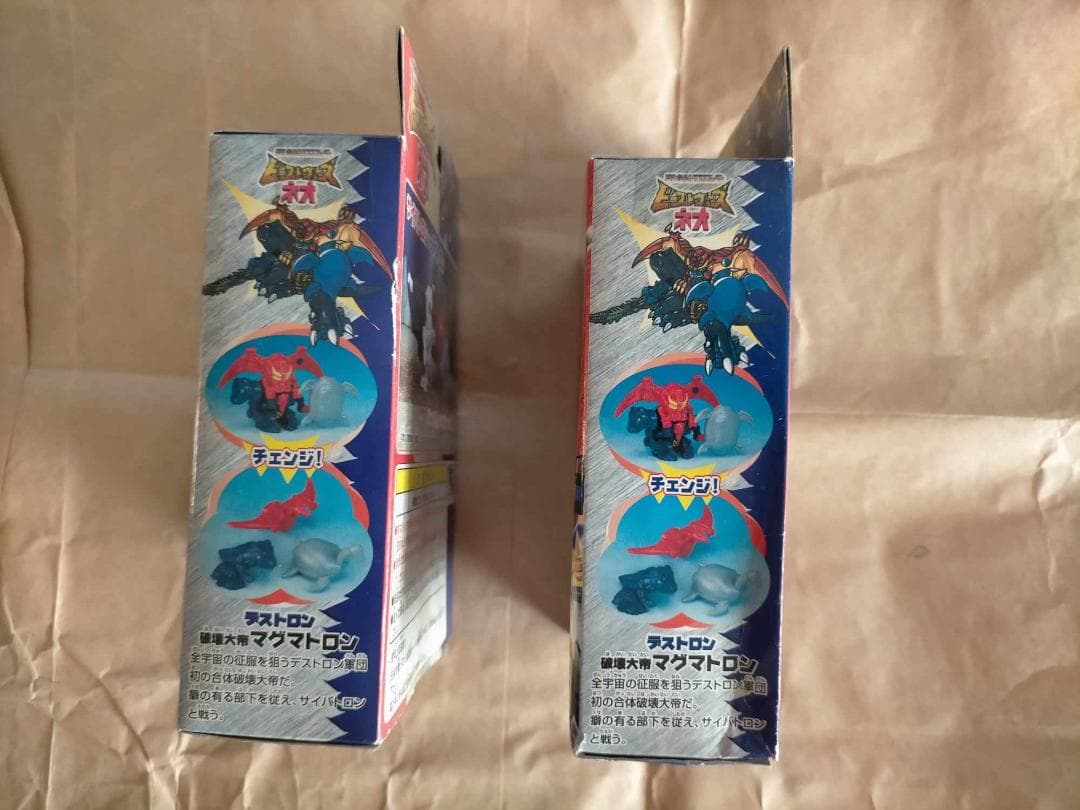 ビーストウォーズ
ネオ
チェンジ!
デストロン
破壊大帝マグマトロン
全宇宙の征服を狙うデストロン軍団
初の合体破壊大帝だ。
癖の有る部下を従え、サイバトロン
と戦う。
ビーストウォーズ
ネオ
チェンジ!
デストロン
破壊大帝マグマトロン
全宇宙の征服を狙うデストロン軍団
初の合体破壊大帝だ。
癖の有る部下を従え、サイバトロン
と戦う。